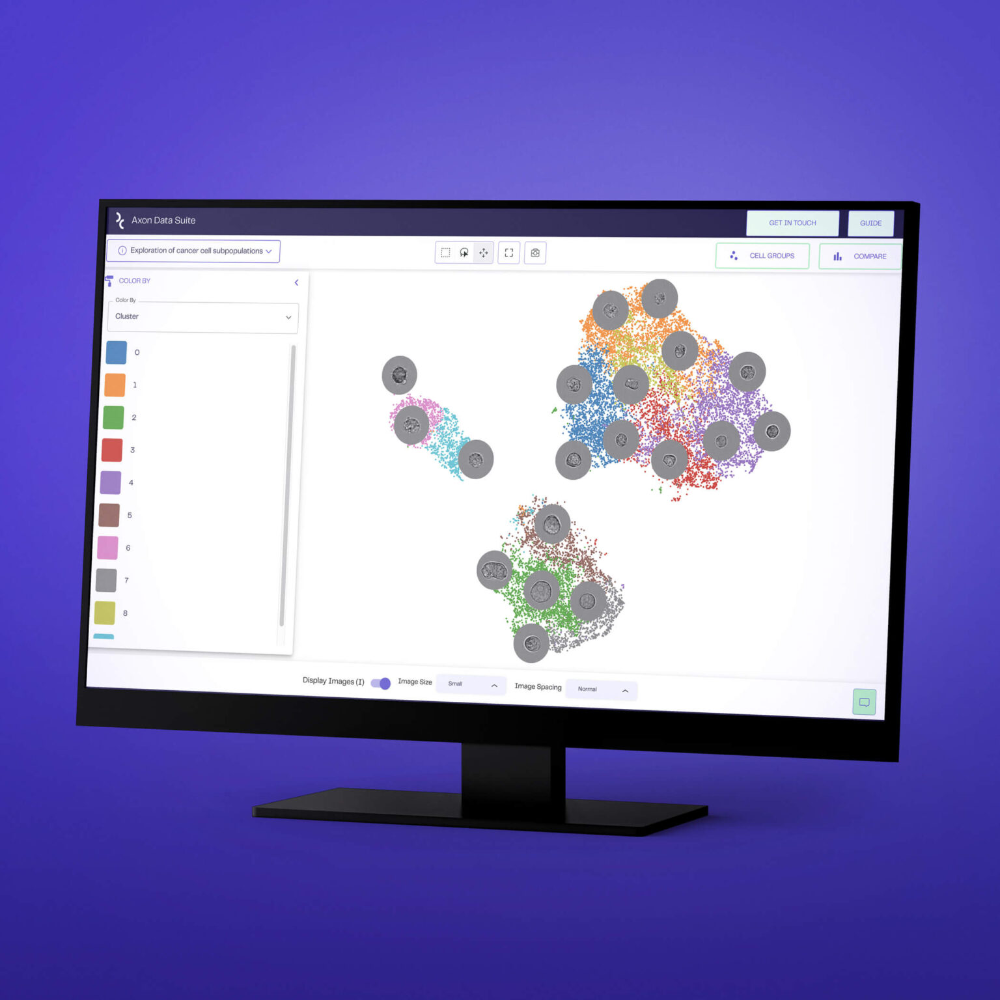 Axon Data Suite
GET IN TOUCH
GUIDE
Exploration of cancer cell subpopulations
CELL GROUPS
COMPARE
COLOR BY
Color By
Cluster
0
1
2
3
4
5
6
7
8
Display Images (I)
Image Size
Small
Image Spacing
Normal